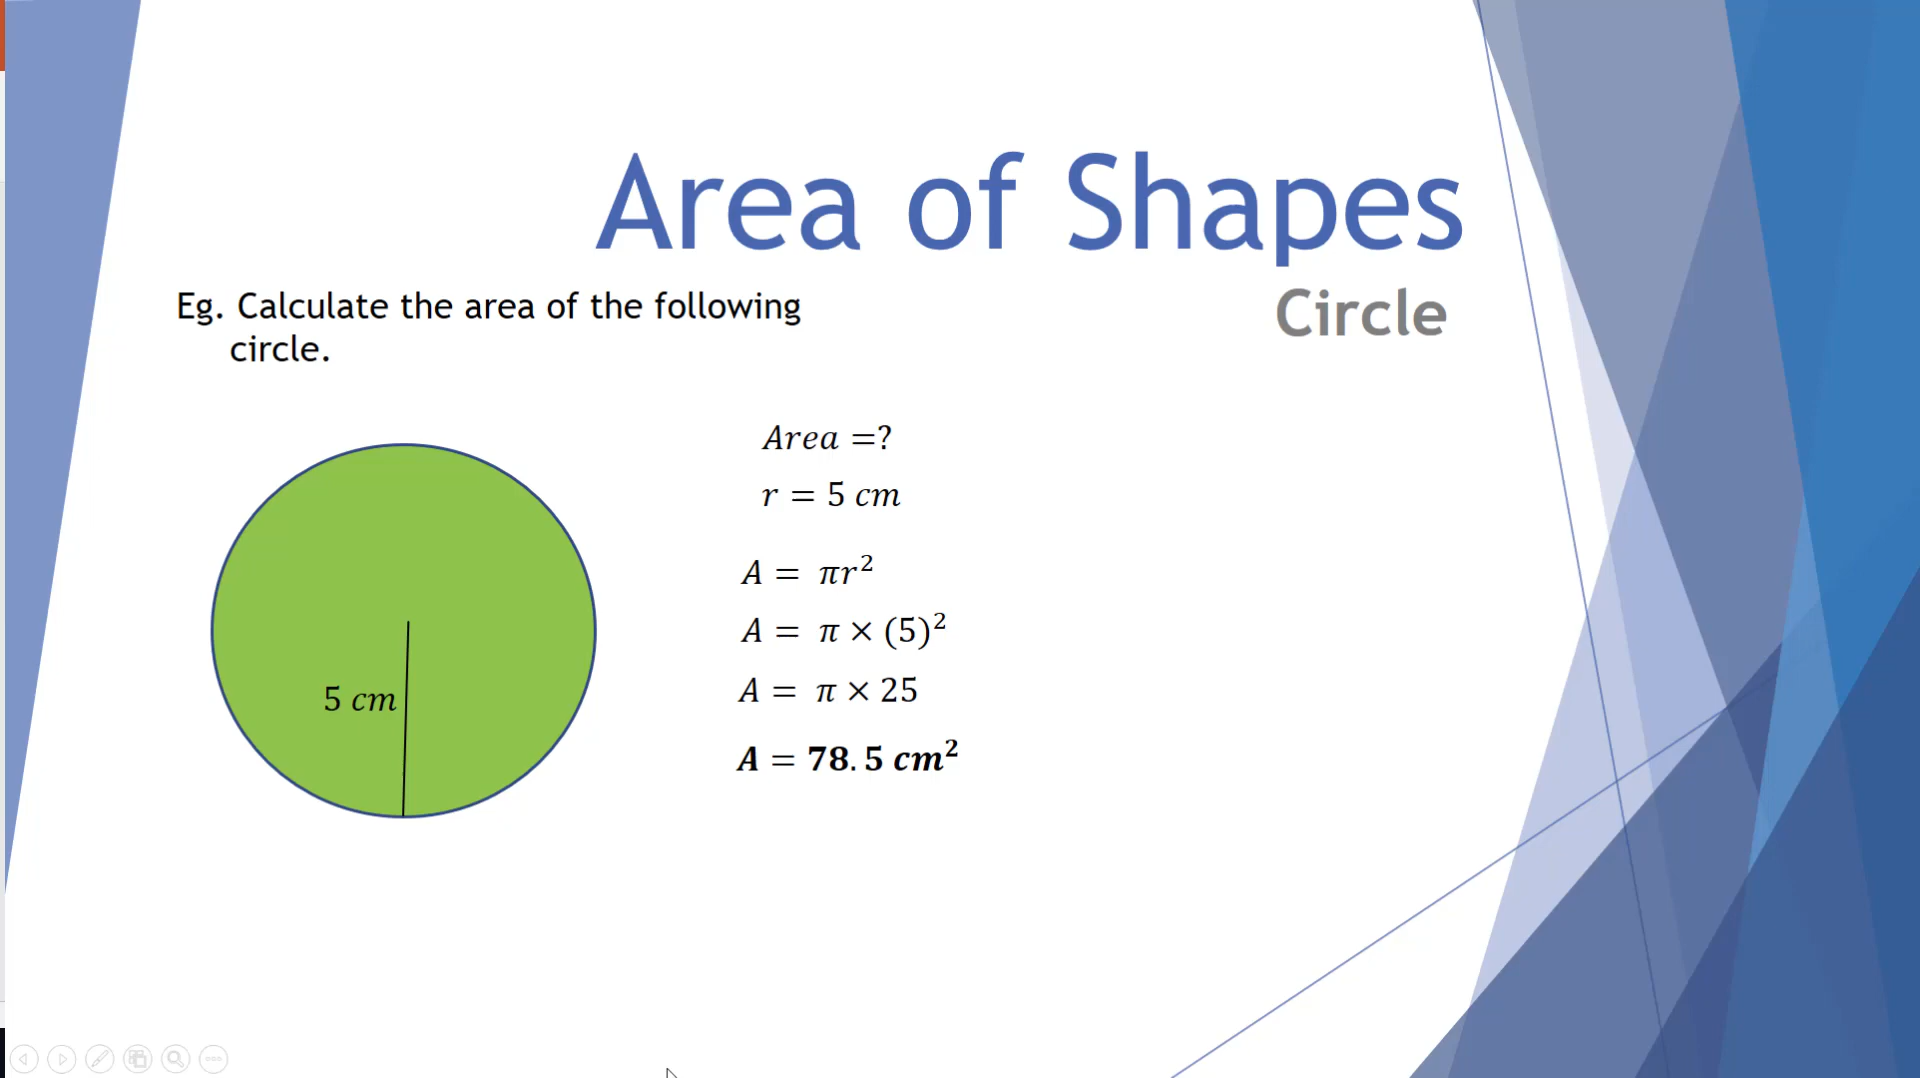 Area of Shapes
Circle
Eg. Calculate the area of the following
circle.
5 cm
Area =?
r = 5 cm
A = πr²
A = π × (5)²
A = π × 25
A = 78.5 cm²